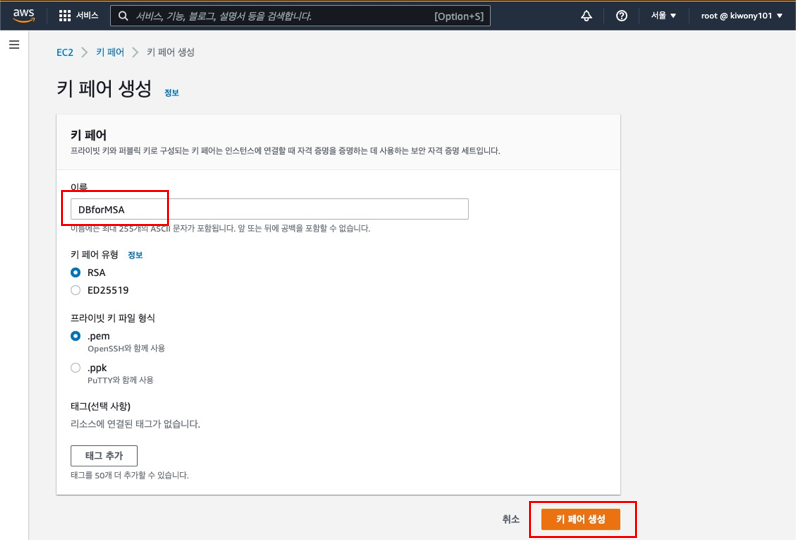 aws
서비스
서비스, 기능, 블로그, 설명서 등을 검색합니다.
[Option+S]
서울 ▼
root @ kiwony101 ▼
EC2 > 키 페어 > 키 페어 생성
키 페어 생성 정보
키 페어
프라이빗 키와 퍼블릭 키로 구성되는 키 페어는 인스턴스에 연결할 때 자격 증명을 증명하는 데 사용하는 보안 자격 증명 세트입니다.
이름
DBforMSA
이름에는 최대 255개의 ASCII 문자가 포함됩니다. 앞 또는 뒤에 공백을 포함할 수 없습니다.
키 페어 유형 정보
RSA
ED25519
프라이빗 키 파일 형식
.pem
OpenSSH와 함께 사용
.ppk
PuTTY와 함께 사용
태그(선택 사항)
리소스에 연결된 태그가 없습니다.
태그 추가
태그를 50개 더 추가할 수 있습니다.
취소
키 페어 생성